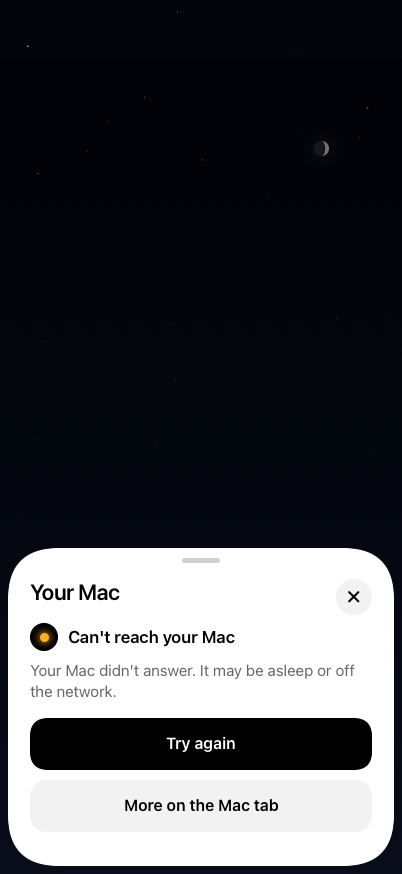 Your Mac
Can't reach your Mac
Your Mac didn't answer. It may be asleep or off
the network.
Try again
More on the Mac tab